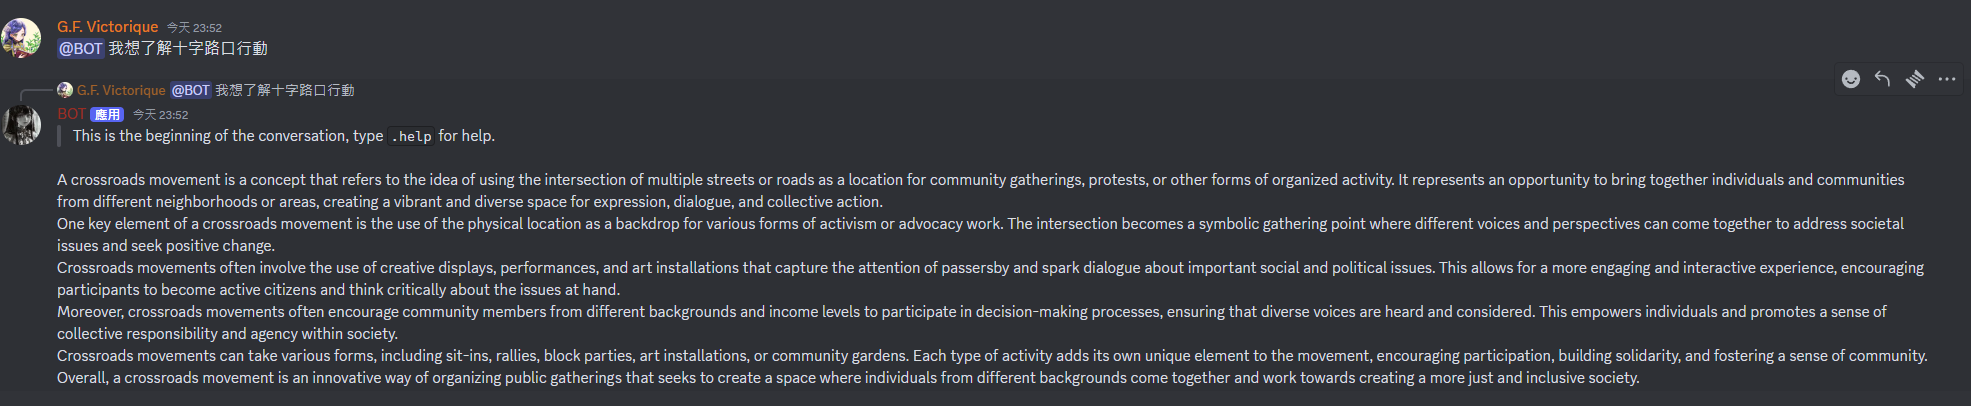 G.F. Victorique 今天 23:52
@BOT 我想了解十字路口行動
G.F. Victorique @BOT 我想了解十字路口行動
BOT 應用 今天 23:52
This is the beginning of the conversation, type .help for help.
A crossroads movement is a concept that refers to the idea of using the intersection of multiple streets or roads as a location for community gatherings, protests, or other forms of organized activity. It represents an opportunity to bring together individuals and communities
from different neighborhoods or areas, creating a vibrant and diverse space for expression, dialogue, and collective action.
One key element of a crossroads movement is the use of the physical location as a backdrop for various forms of activism or advocacy work. The intersection becomes a symbolic gathering point where different voices and perspectives can come together to address societal
issues and seek positive change.
Crossroads movements often involve the use of creative displays, performances, and art installations that capture the attention of passersby and spark dialogue about important social and political issues. This allows for a more engaging and interactive experience, encouraging
participants to become active citizens and think critically about the issues at hand.
Moreover, crossroads movements often encourage community members from different backgrounds and income levels to participate in decision-making processes, ensuring that diverse voices are heard and considered. This empowers individuals and promotes a sense of
collective responsibility and agency within society.
Crossroads movements can take various forms, including sit-ins, rallies, block parties, art installations, or community gardens. Each type of activity adds its own unique element to the movement, encouraging participation, building solidarity, and fostering a sense of community.
Overall, a crossroads movement is an innovative way of organizing public gatherings that seeks to create a space where individuals from different backgrounds come together and work towards creating a more just and inclusive society.